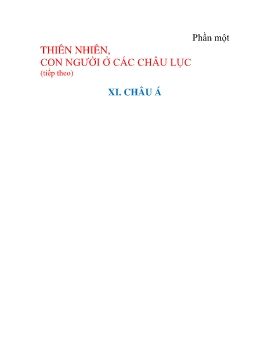 Phần một
THIÊN NHIÊN,
CON NGƯỜI Ở CÁC CHÂU LỤC
(tiếp theo)
XI. CHÂU Á